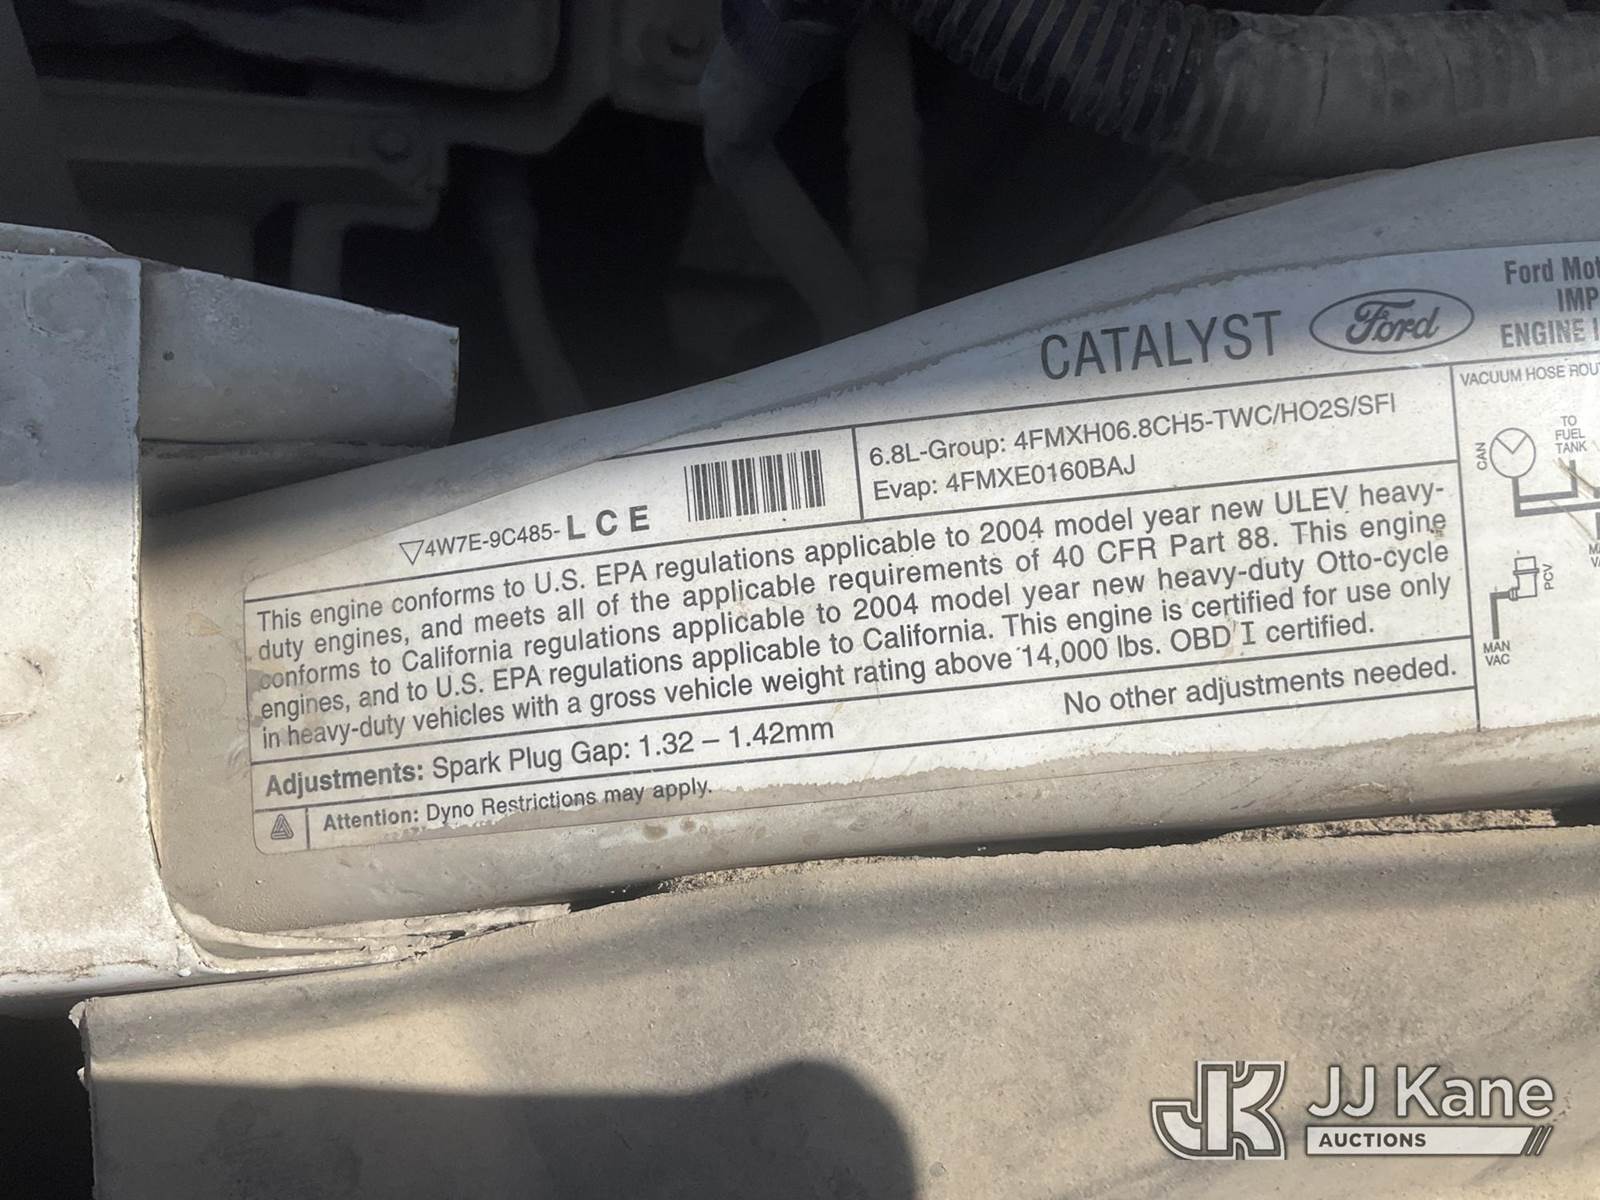 CATALYST Ford
Ford Mot
IMP
ENGINE I
4W7E-9C485-LCE
6.8L-Group: 4FMXH06.8CH5-TWC/HO2S/SFI
Evap: 4FMXE0160BAJ
This engine conforms to U.S. EPA regulations applicable to 2004 model year new ULEV heavy-
duty engines, and meets all of the applicable requirements of 40 CFR Part 88. This engine
conforms to California regulations applicable to 2004 model year new heavy-duty Otto-cycle
engines, and to U.S. EPA regulations applicable to California. This engine is certified for use only
in heavy-duty vehicles with a gross vehicle weight rating above 14,000 lbs. OBD I certified.
Adjustments: Spark Plug Gap: 1.32 – 1.42mm No other adjustments needed.
Attention: Dyno Restrictions may apply.
VACUUM HOSE ROU
CAN
TO
FUEL
TANK
PCV
MAN
VAC
JK
JJ Kane
AUCTIONS